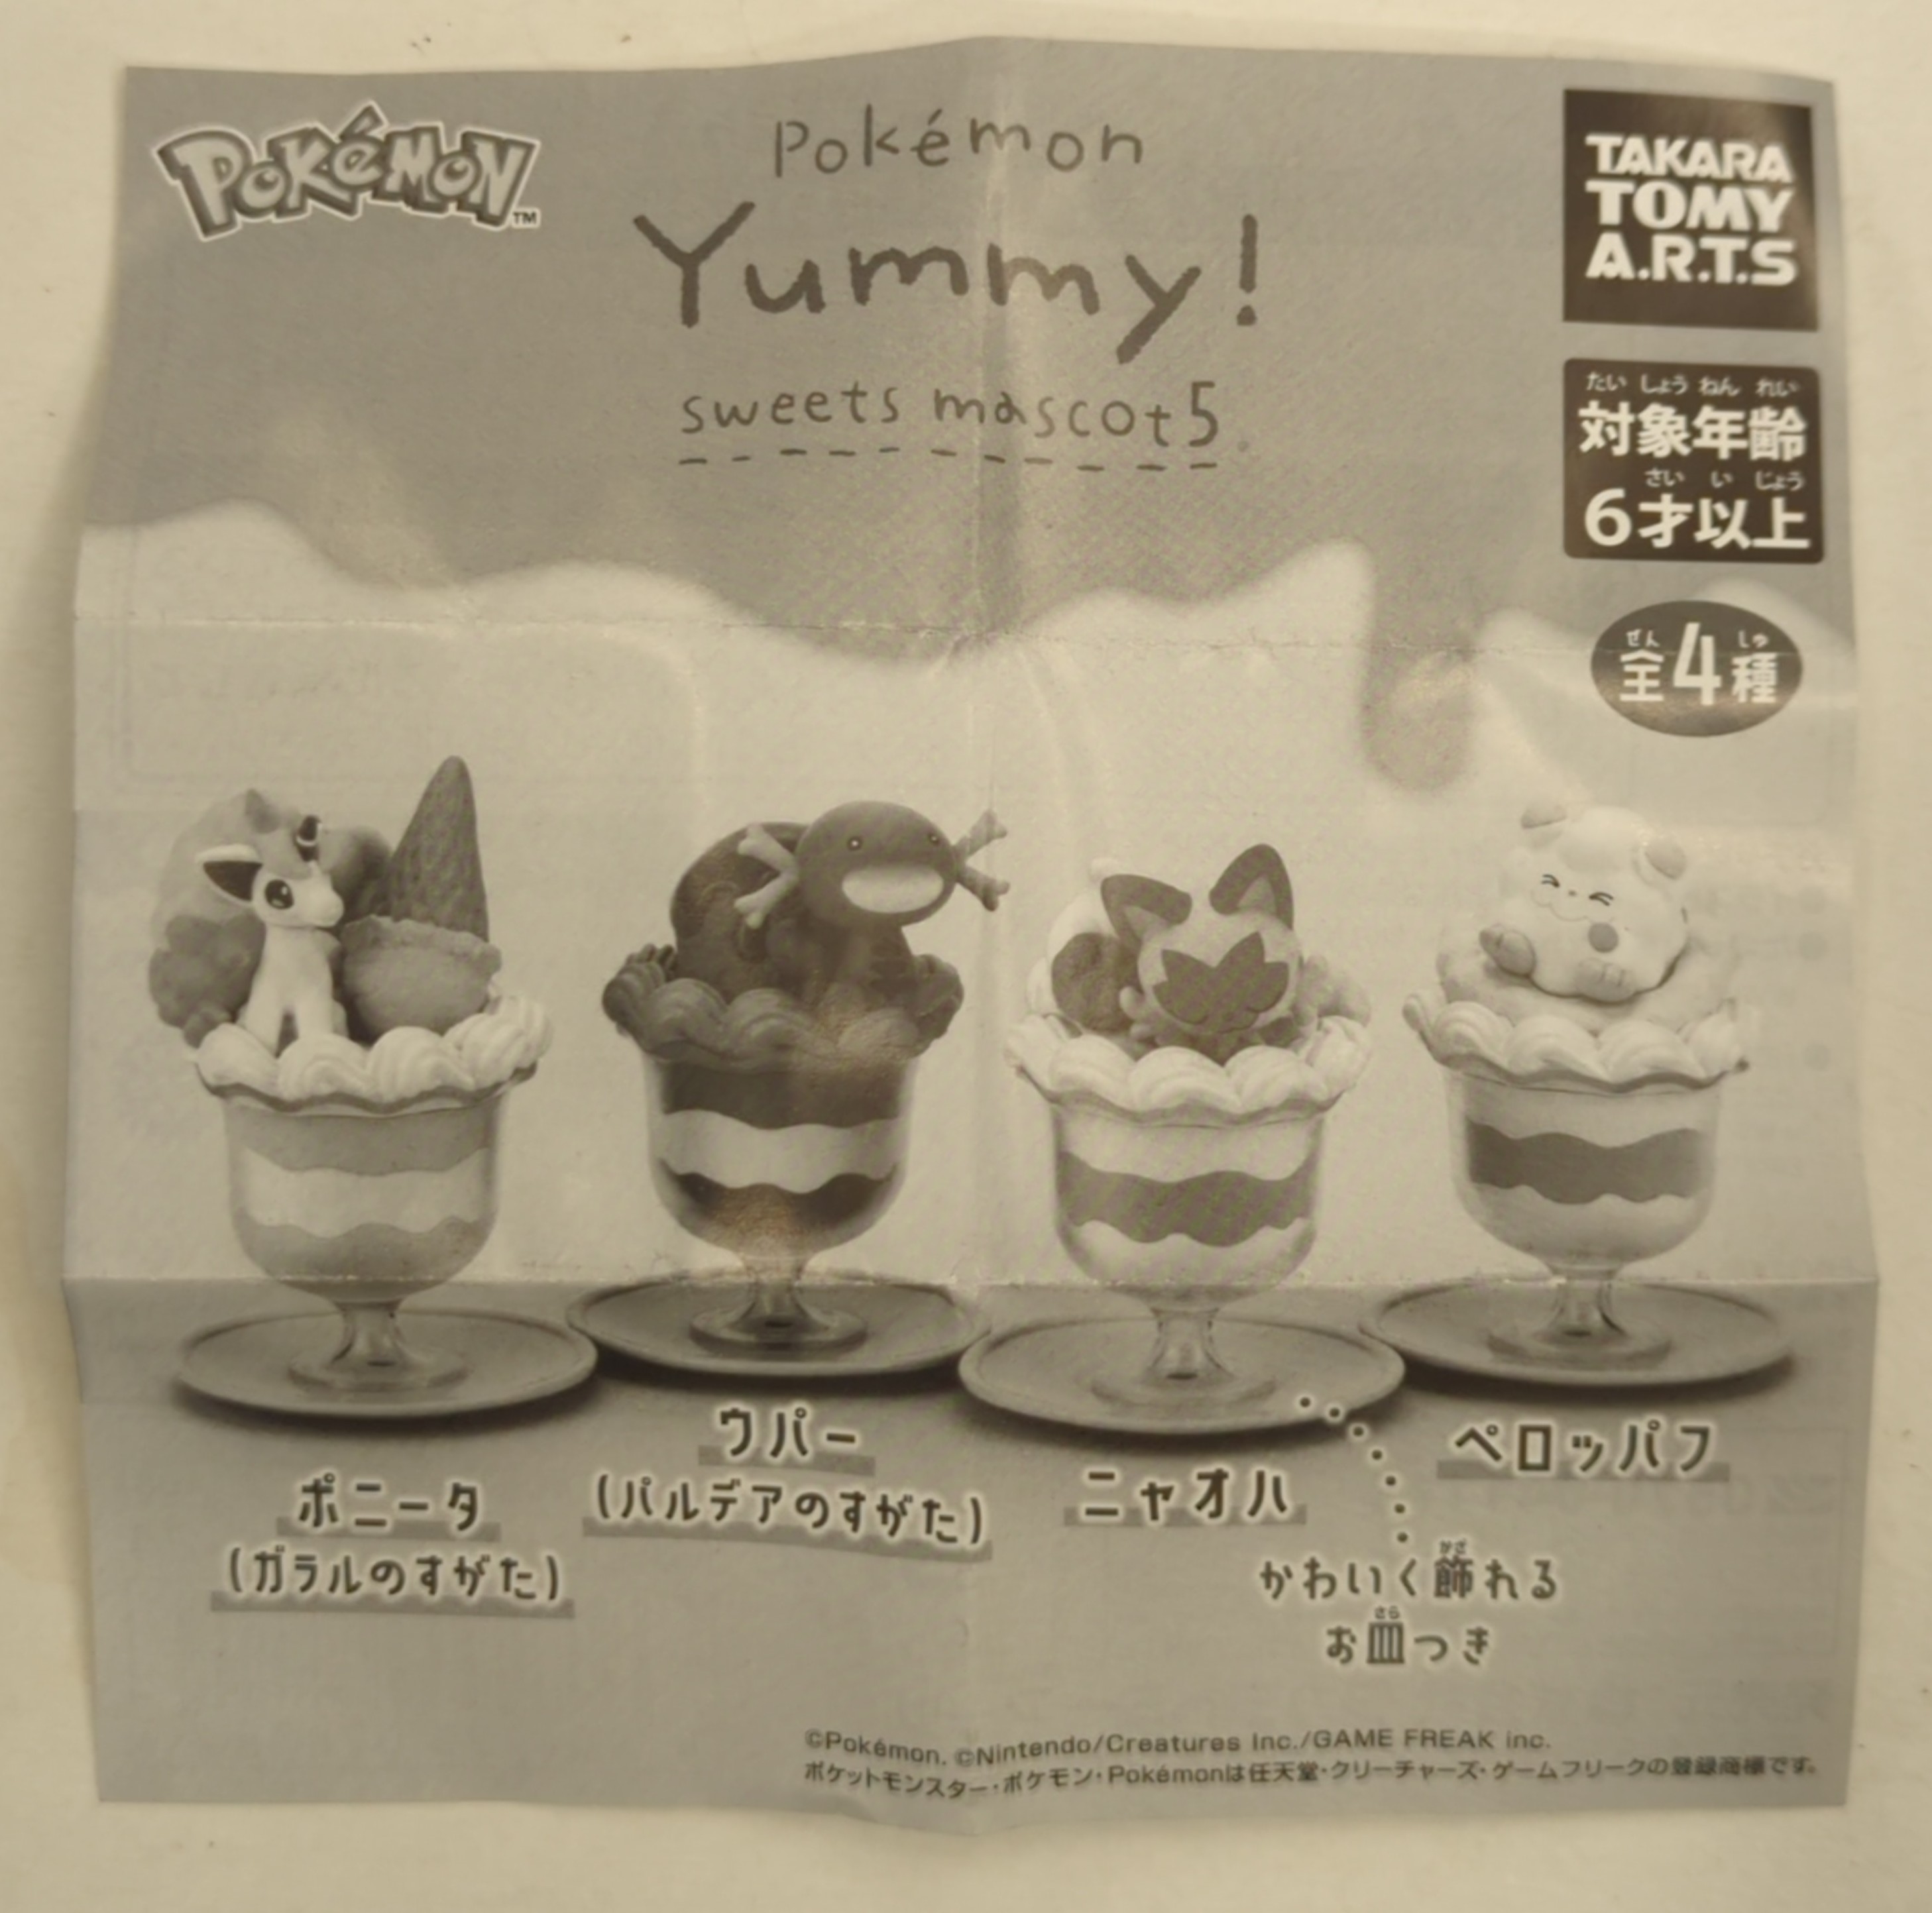 Pokémon™
Pokémon
Yummy!
sweets mascot5
TAKARA
TOMY
A.R.T.S
たいしょうねんれい
対象年齢
さい い じょう
6才以上
ぜん しゅ
全4種
ポニータ
(ガラルのすがた)
ウパー
(パルデアのすがた)
ニャオハ
ペロッパフ
かざ
かわいく飾れる
さら
お皿つき
©Pokémon. ©Nintendo/Creatures Inc./GAME FREAK inc.
ポケットモンスター・ポケモン・Pokémonは任天堂・クリーチャーズ・ゲームフリークの登録商標です。